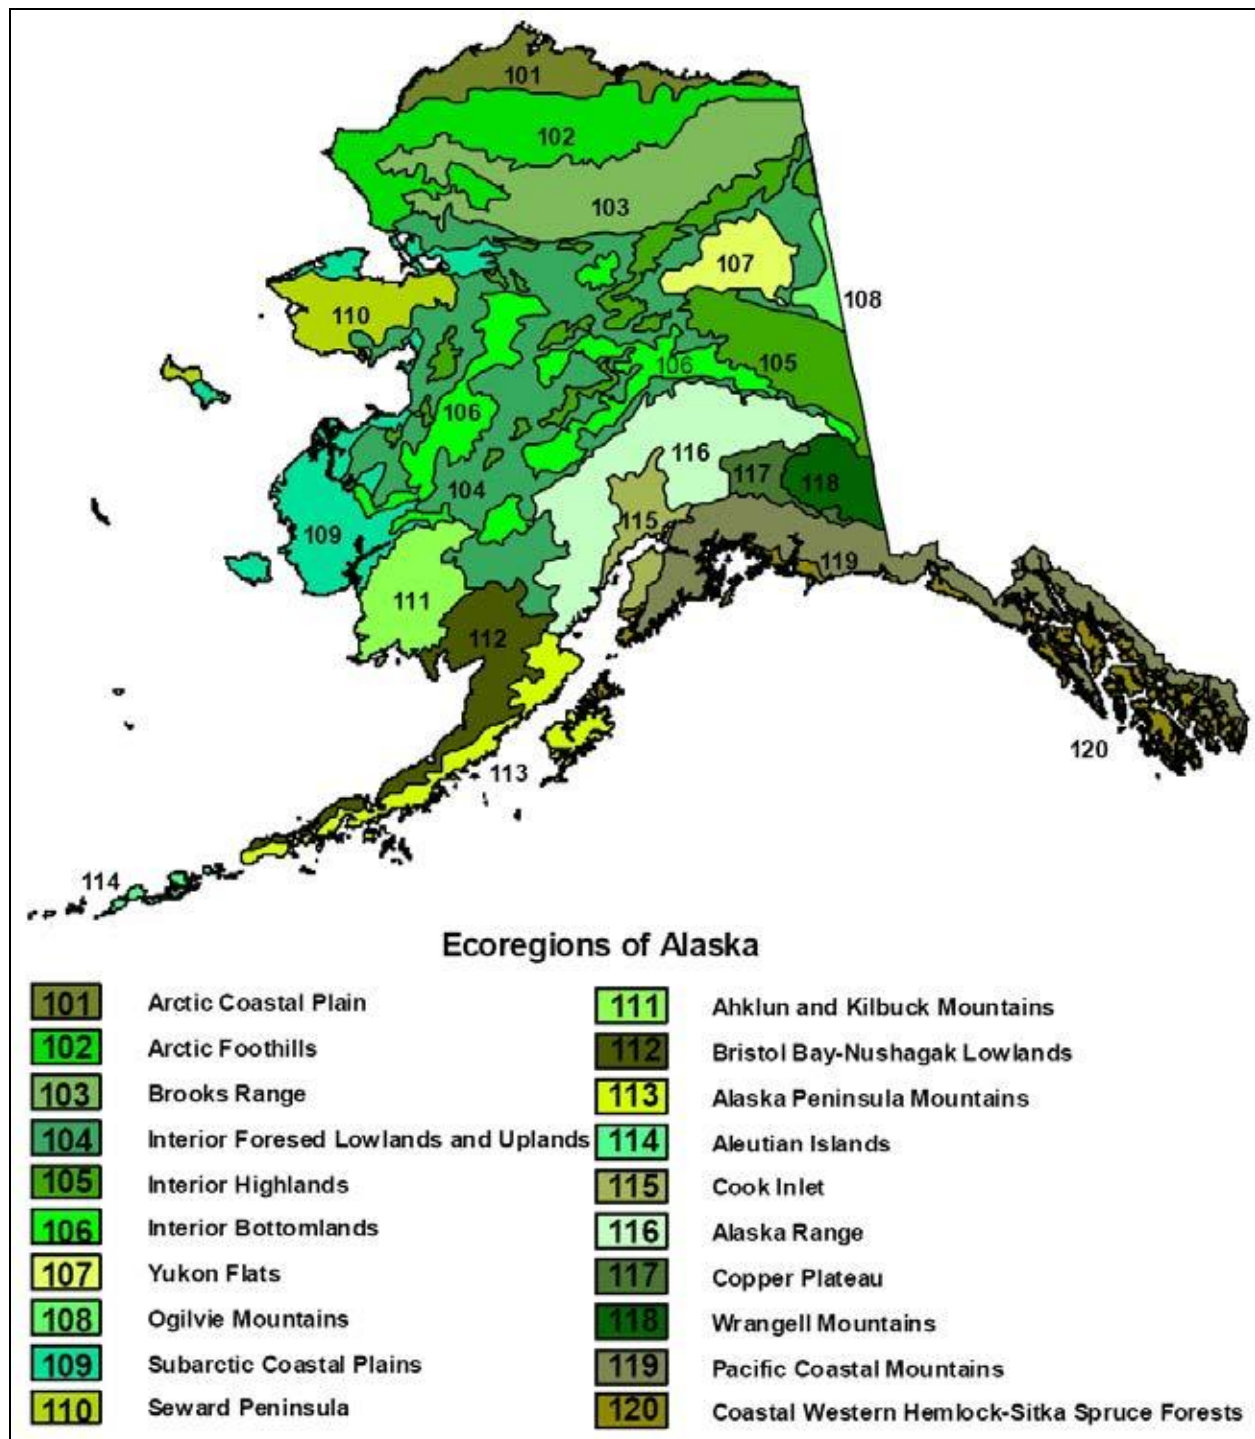 101
102
103
107
108
110
105
106
106
116
117
118
104
115
109
119
111
112
120
113
114
Ecoregions of Alaska
101 Arctic Coastal Plain
102 Arctic Foothills
103 Brooks Range
104 Interior Foresed Lowlands and Uplands
105 Interior Highlands
106 Interior Bottomlands
107 Yukon Flats
108 Ogilvie Mountains
109 Subarctic Coastal Plains
110 Seward Peninsula
111 Ahklun and Kilbuck Mountains
112 Bristol Bay-Nushagak Lowlands
113 Alaska Peninsula Mountains
114 Aleutian Islands
115 Cook Inlet
116 Alaska Range
117 Copper Plateau
118 Wrangell Mountains
119 Pacific Coastal Mountains
120 Coastal Western Hemlock-Sitka Spruce Forests